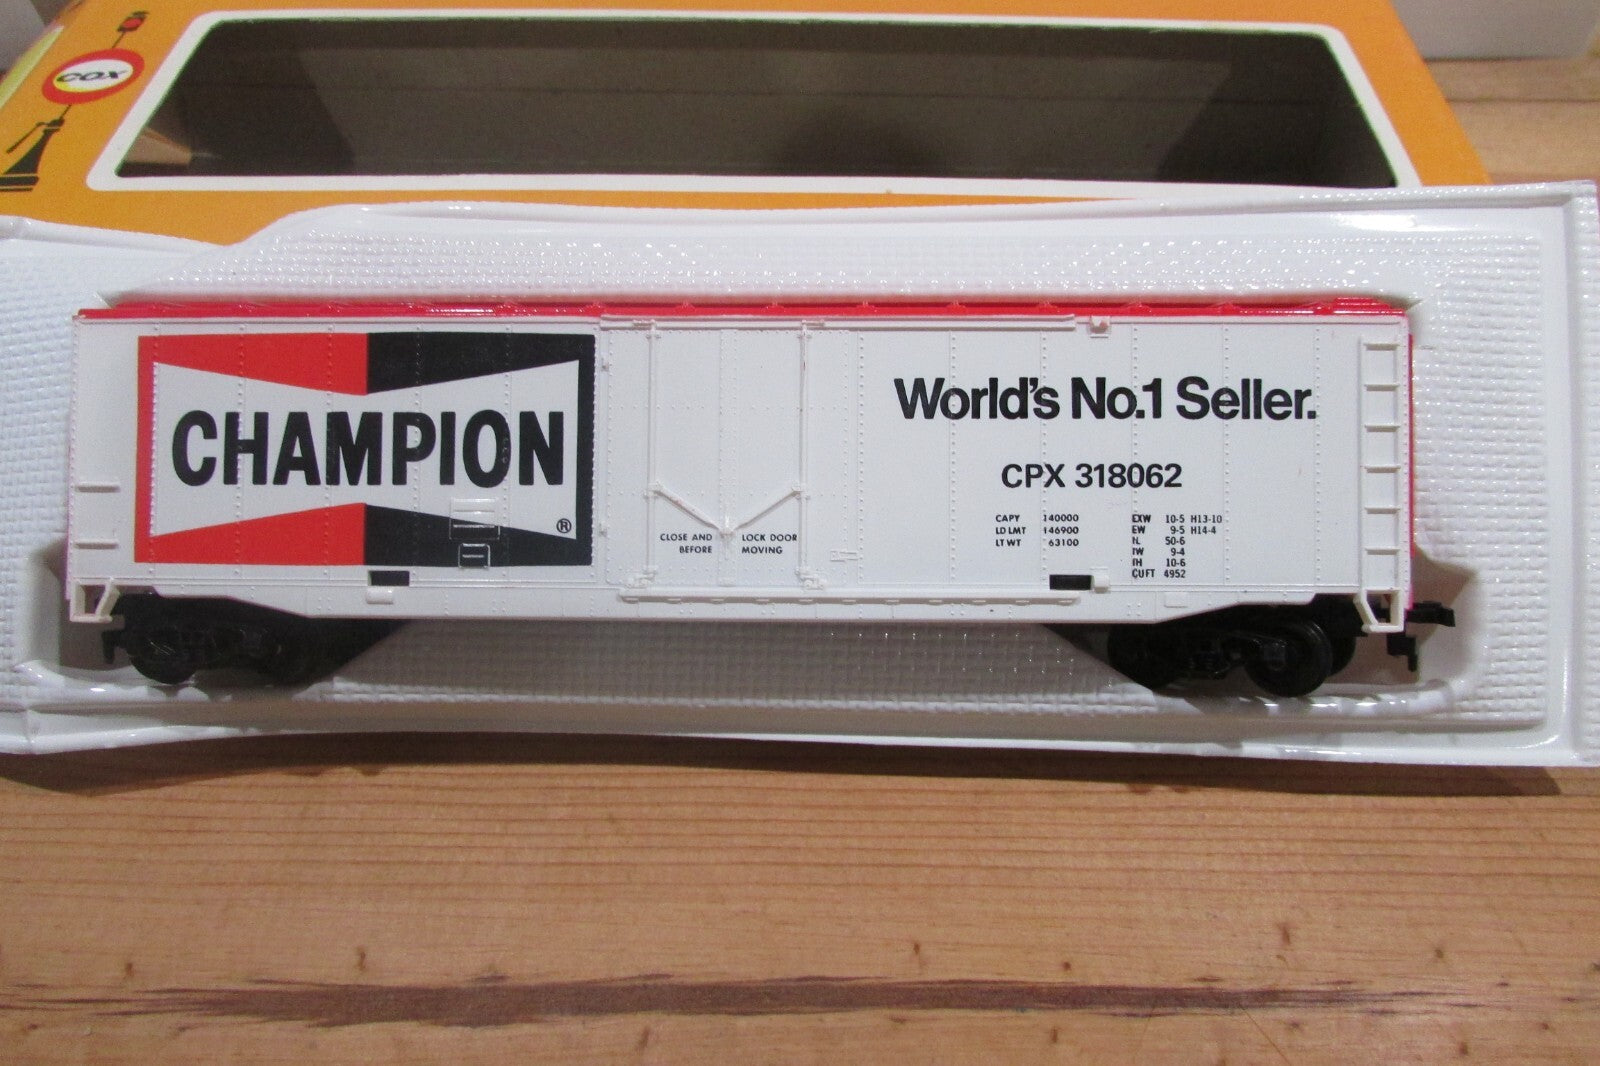 COX
CHAMPION
®
CLOSE AND LOCK DOOR
BEFORE MOVING
World's No.1 Seller.
CPX 318062
CAPY 140000
LD LMT 146900
LT WT 63100
EXW 10-5 H13-10
EW 9-5 H14-4
IL 50-6
IW 9-4
IH 10-6
CUFT 4952